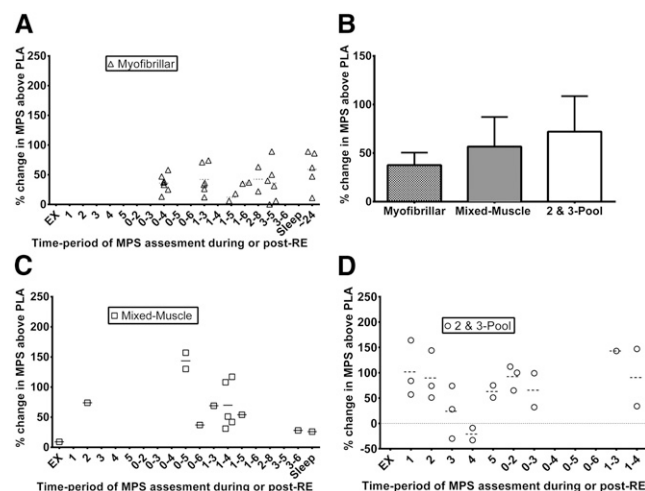 A
% change in MPS above PLA
250
200
150
100
50
0
△ Myofibrillar
EX 1 2 3 4 5 0-2 0-3 0-4 0-5 0-6 1-3 1-4 1-5 1-6 2-8 3-5 3-6 Sleep ~24
Time-period of MPS assesment during or post-RE
B
% change in MPS above PLA
150
100
50
0
Myofibrillar Mixed-Muscle 2 & 3-Pool
C
% change in MPS above PLA
250
200
150
100
50
0
□ Mixed-Muscle
EX 1 2 3 4 5 0-2 0-3 0-4 0-5 0-6 1-3 1-4 1-5 1-6 2-8 3-5 3-6 Sleep
Time-period of MPS assesment during or post-RE
D
% change in MPS above PLA
250
200
150
100
50
0
-50
○ 2 & 3-Pool
EX 1 2 3 4 5 0-2 0-3 0-4 0-5 0-6 1-3 1-4
Time-period of MPS assesment during or post-RE